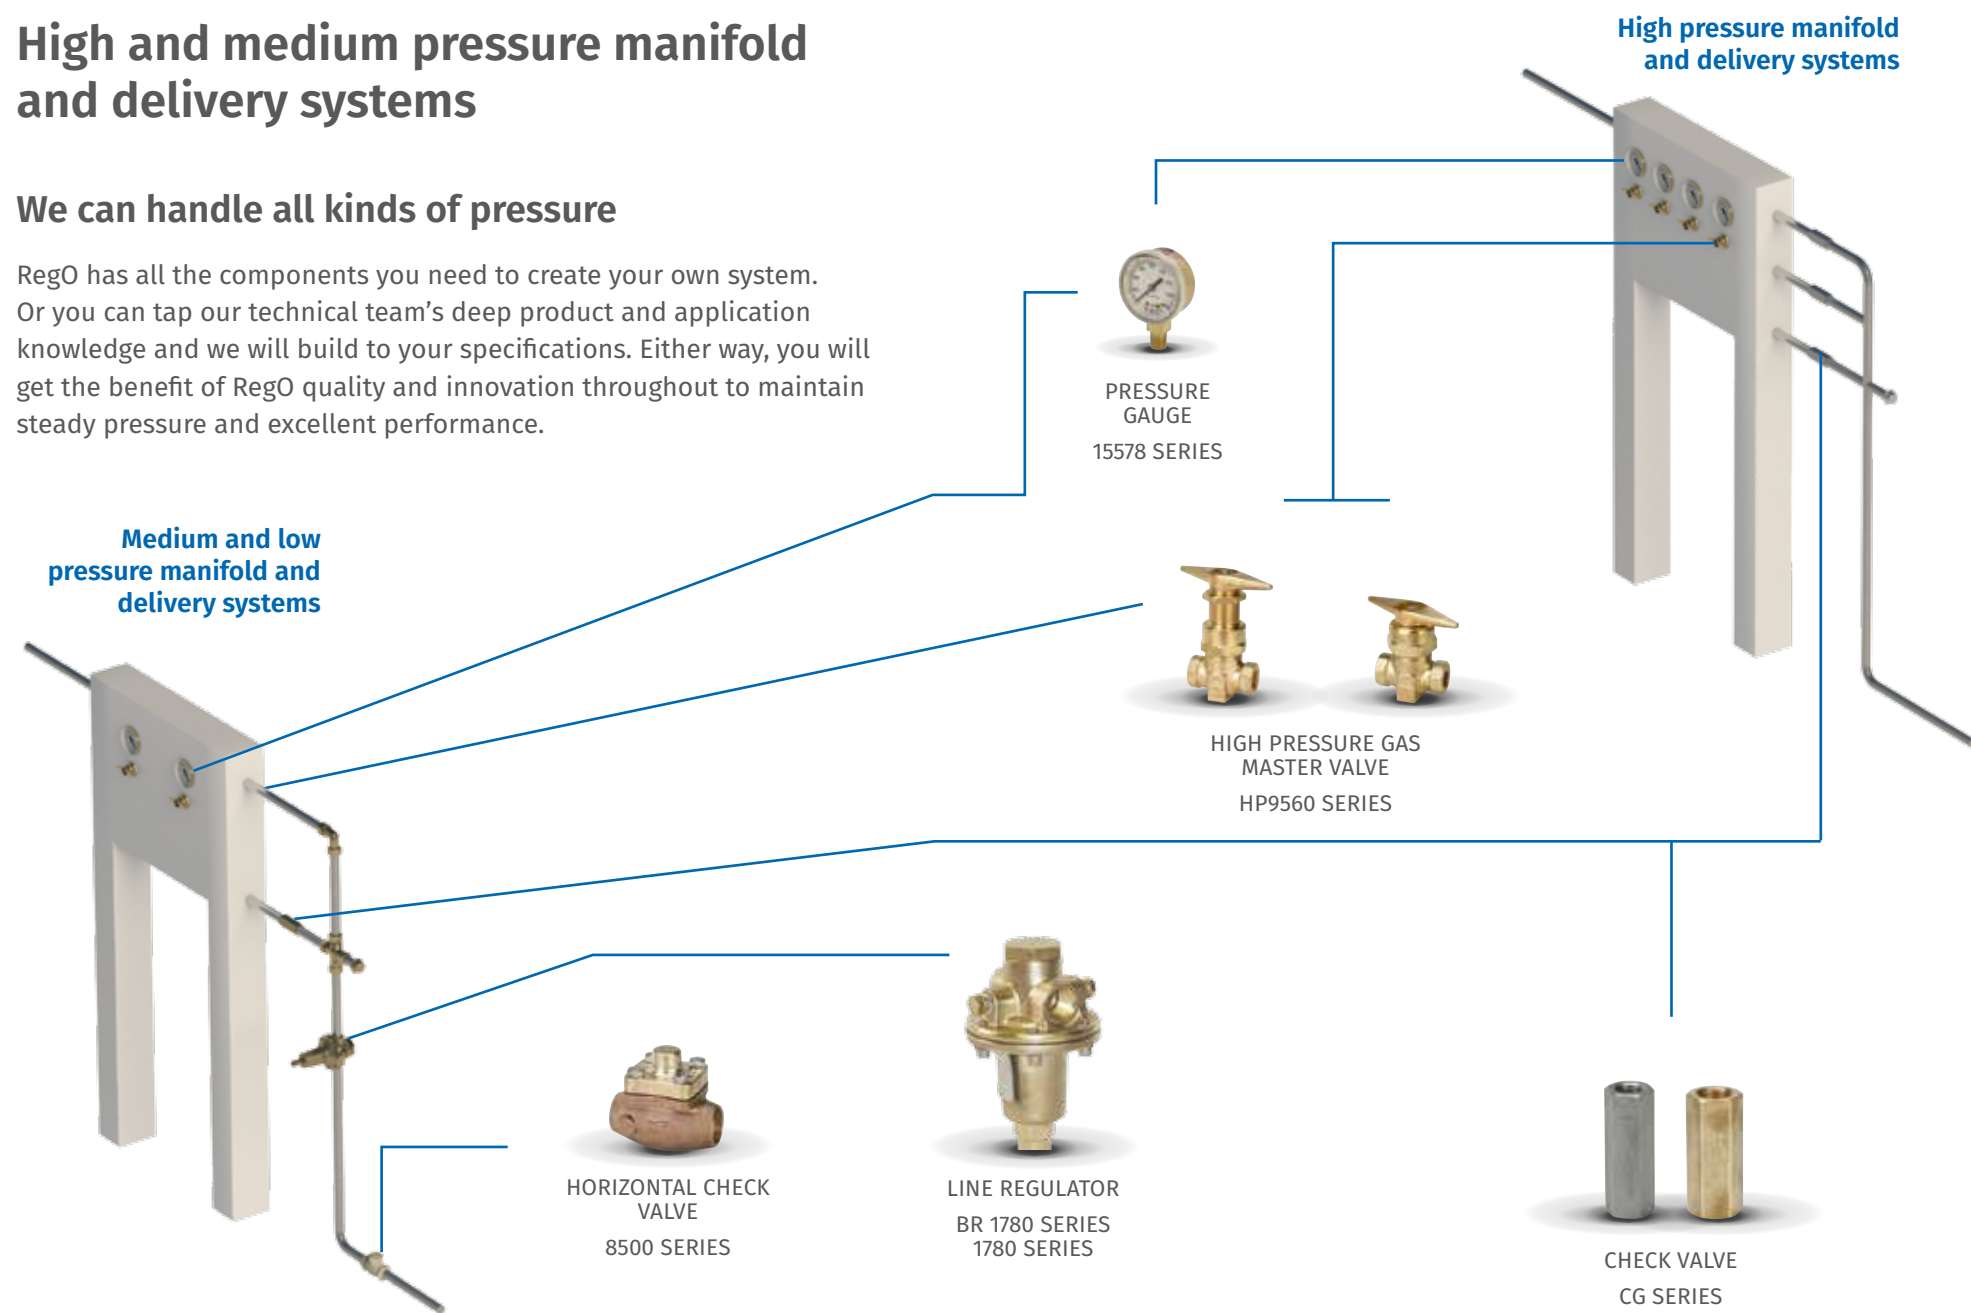 High and medium pressure manifold
and delivery systems
We can handle all kinds of pressure
RegO has all the components you need to create your own system.
Or you can tap our technical team’s deep product and application
knowledge and we will build to your specifications. Either way, you will
get the benefit of RegO quality and innovation throughout to maintain
steady pressure and excellent performance.
High pressure manifold
and delivery systems
PRESSURE
GAUGE
15578 SERIES
Medium and low
pressure manifold and
delivery systems
HIGH PRESSURE GAS
MASTER VALVE
HP9560 SERIES
HORIZONTAL CHECK
VALVE
8500 SERIES
LINE REGULATOR
BR 1780 SERIES
1780 SERIES
CHECK VALVE
CG SERIES